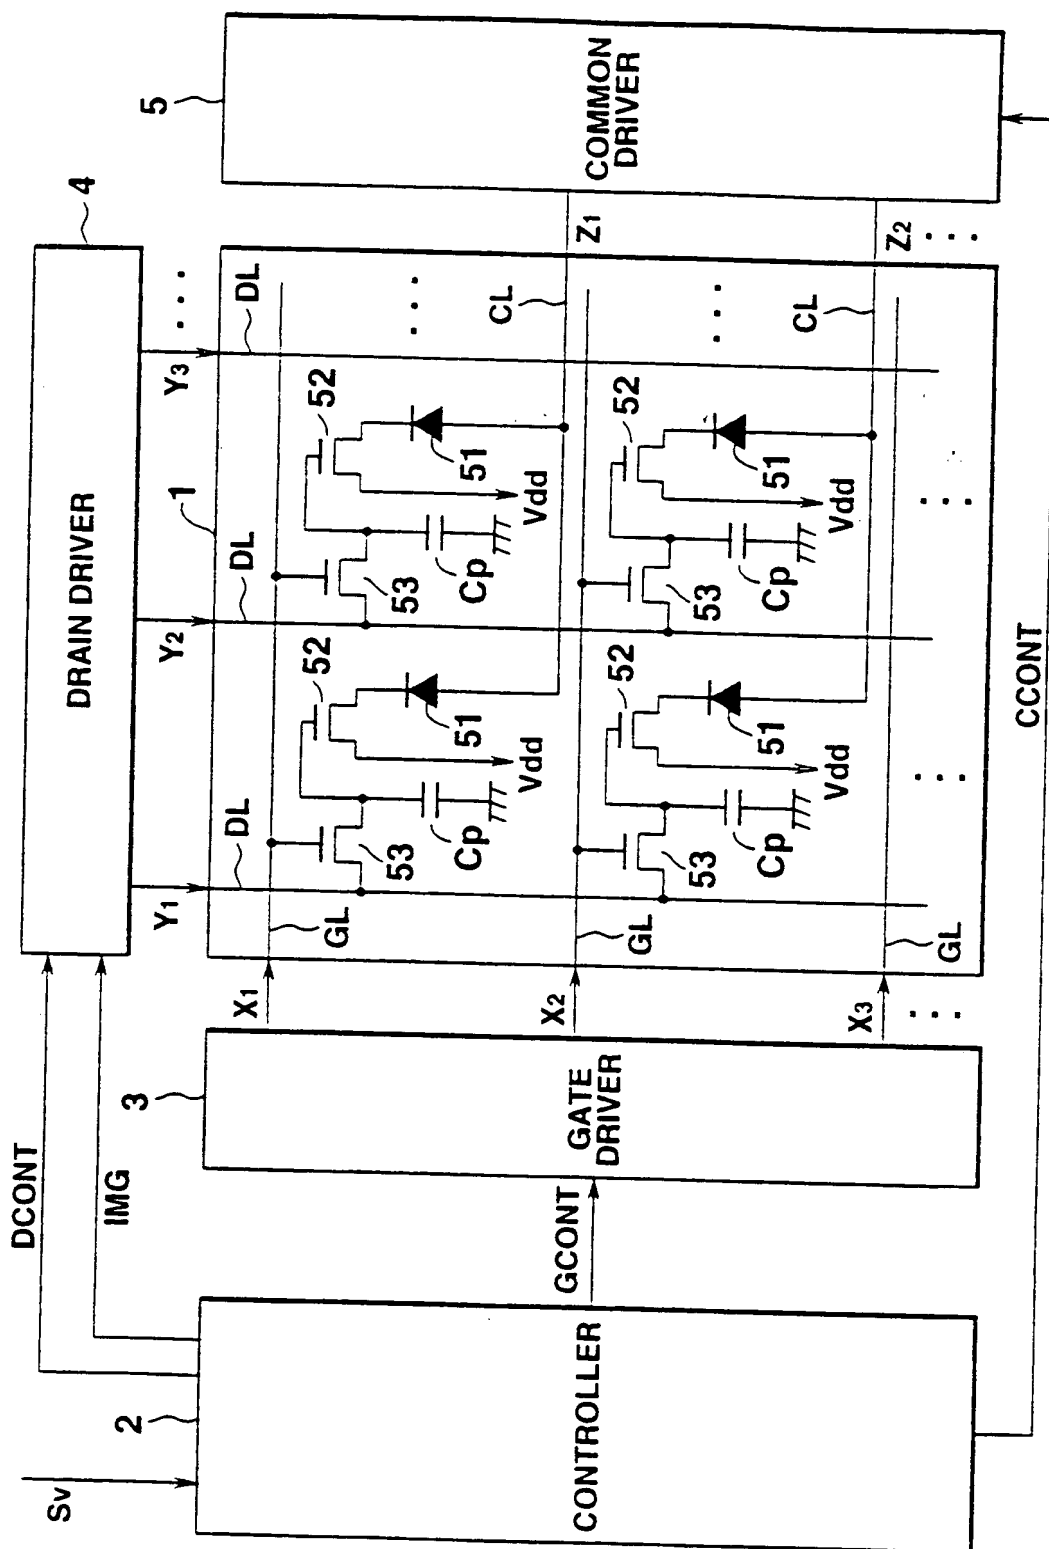 5
COMMON
DRIVER
4
DRAIN DRIVER
Y1
Y2
Y3
. . .
DL
DL
DL
1
Z1
Z2
. . .
CL
CL
52
52
51
51
53
53
Cp
Cp
Vdd
Vdd
. . .
52
52
51
51
53
53
Cp
Cp
Vdd
Vdd
. . .
. . .
. . .
GL
GL
GL
X1
X2
X3
. . .
3
GATE
DRIVER
DCONT
IMG
GCONT
CCONT
2
CONTROLLER
Sv